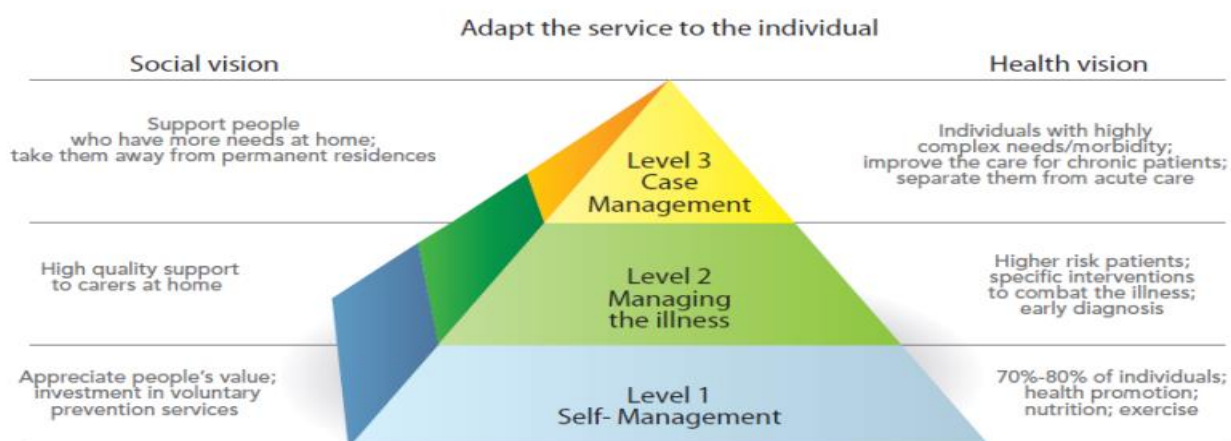 Adapt the service to the individual
Social vision
Health vision
Support people
who have more needs at home;
take them away from permanent residences
Level 3
Case
Management
Individuals with highly
complex needs/morbidity;
improve the care for chronic patients;
separate them from acute care
High quality support
to carers at home
Level 2
Managing
the illness
Higher risk patients;
specific interventions
to combat the illness;
early diagnosis
Appreciate people's value;
investment in voluntary
prevention services
Level 1
Self- Management
70%-80% of individuals;
health promotion;
nutrition; exercise